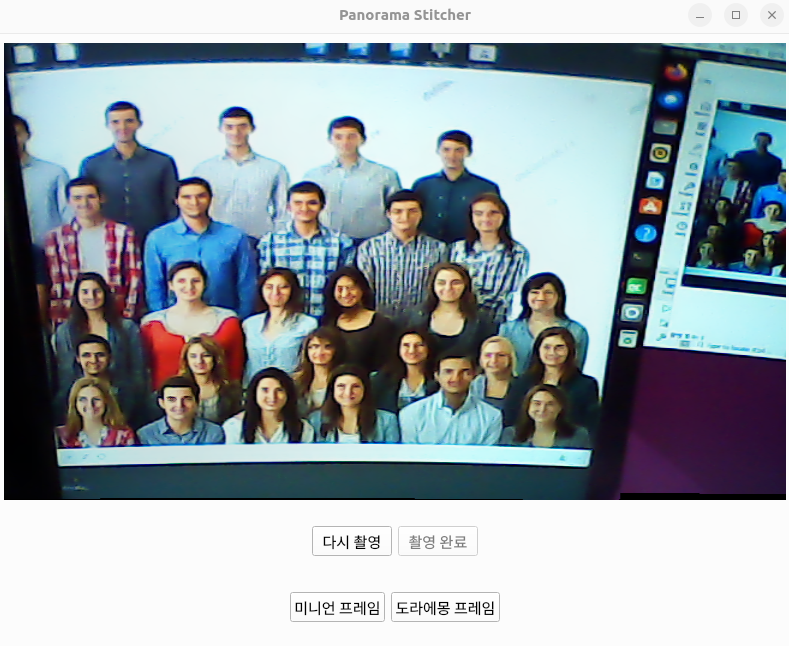 Panorama Stitcher
다시 촬영 촬영 완료
미니언 프레임 도라에몽 프레임